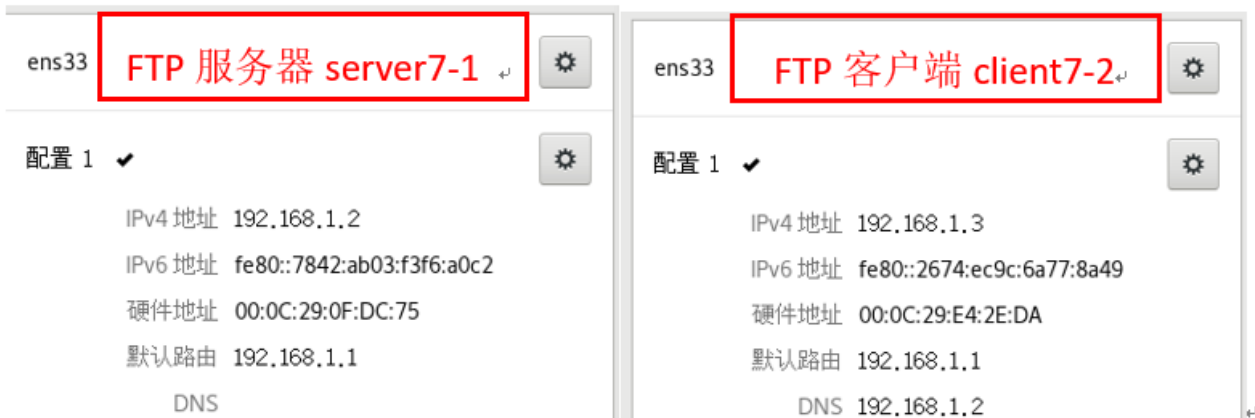 ens33
FTP 服务器 server7-1
配置 1
IPv4 地址 192.168.1.2
IPv6 地址 fe80::7842:ab03:f3f6:a0c2
硬件地址 00:0C:29:0F:DC:75
默认路由 192.168.1.1
DNS
ens33
FTP 客户端 client7-2
配置 1
IPv4 地址 192.168.1.3
IPv6 地址 fe80::2674:ec9c:6a77:8a49
硬件地址 00:0C:29:E4:2E:DA
默认路由 192.168.1.1
DNS 192.168.1.2